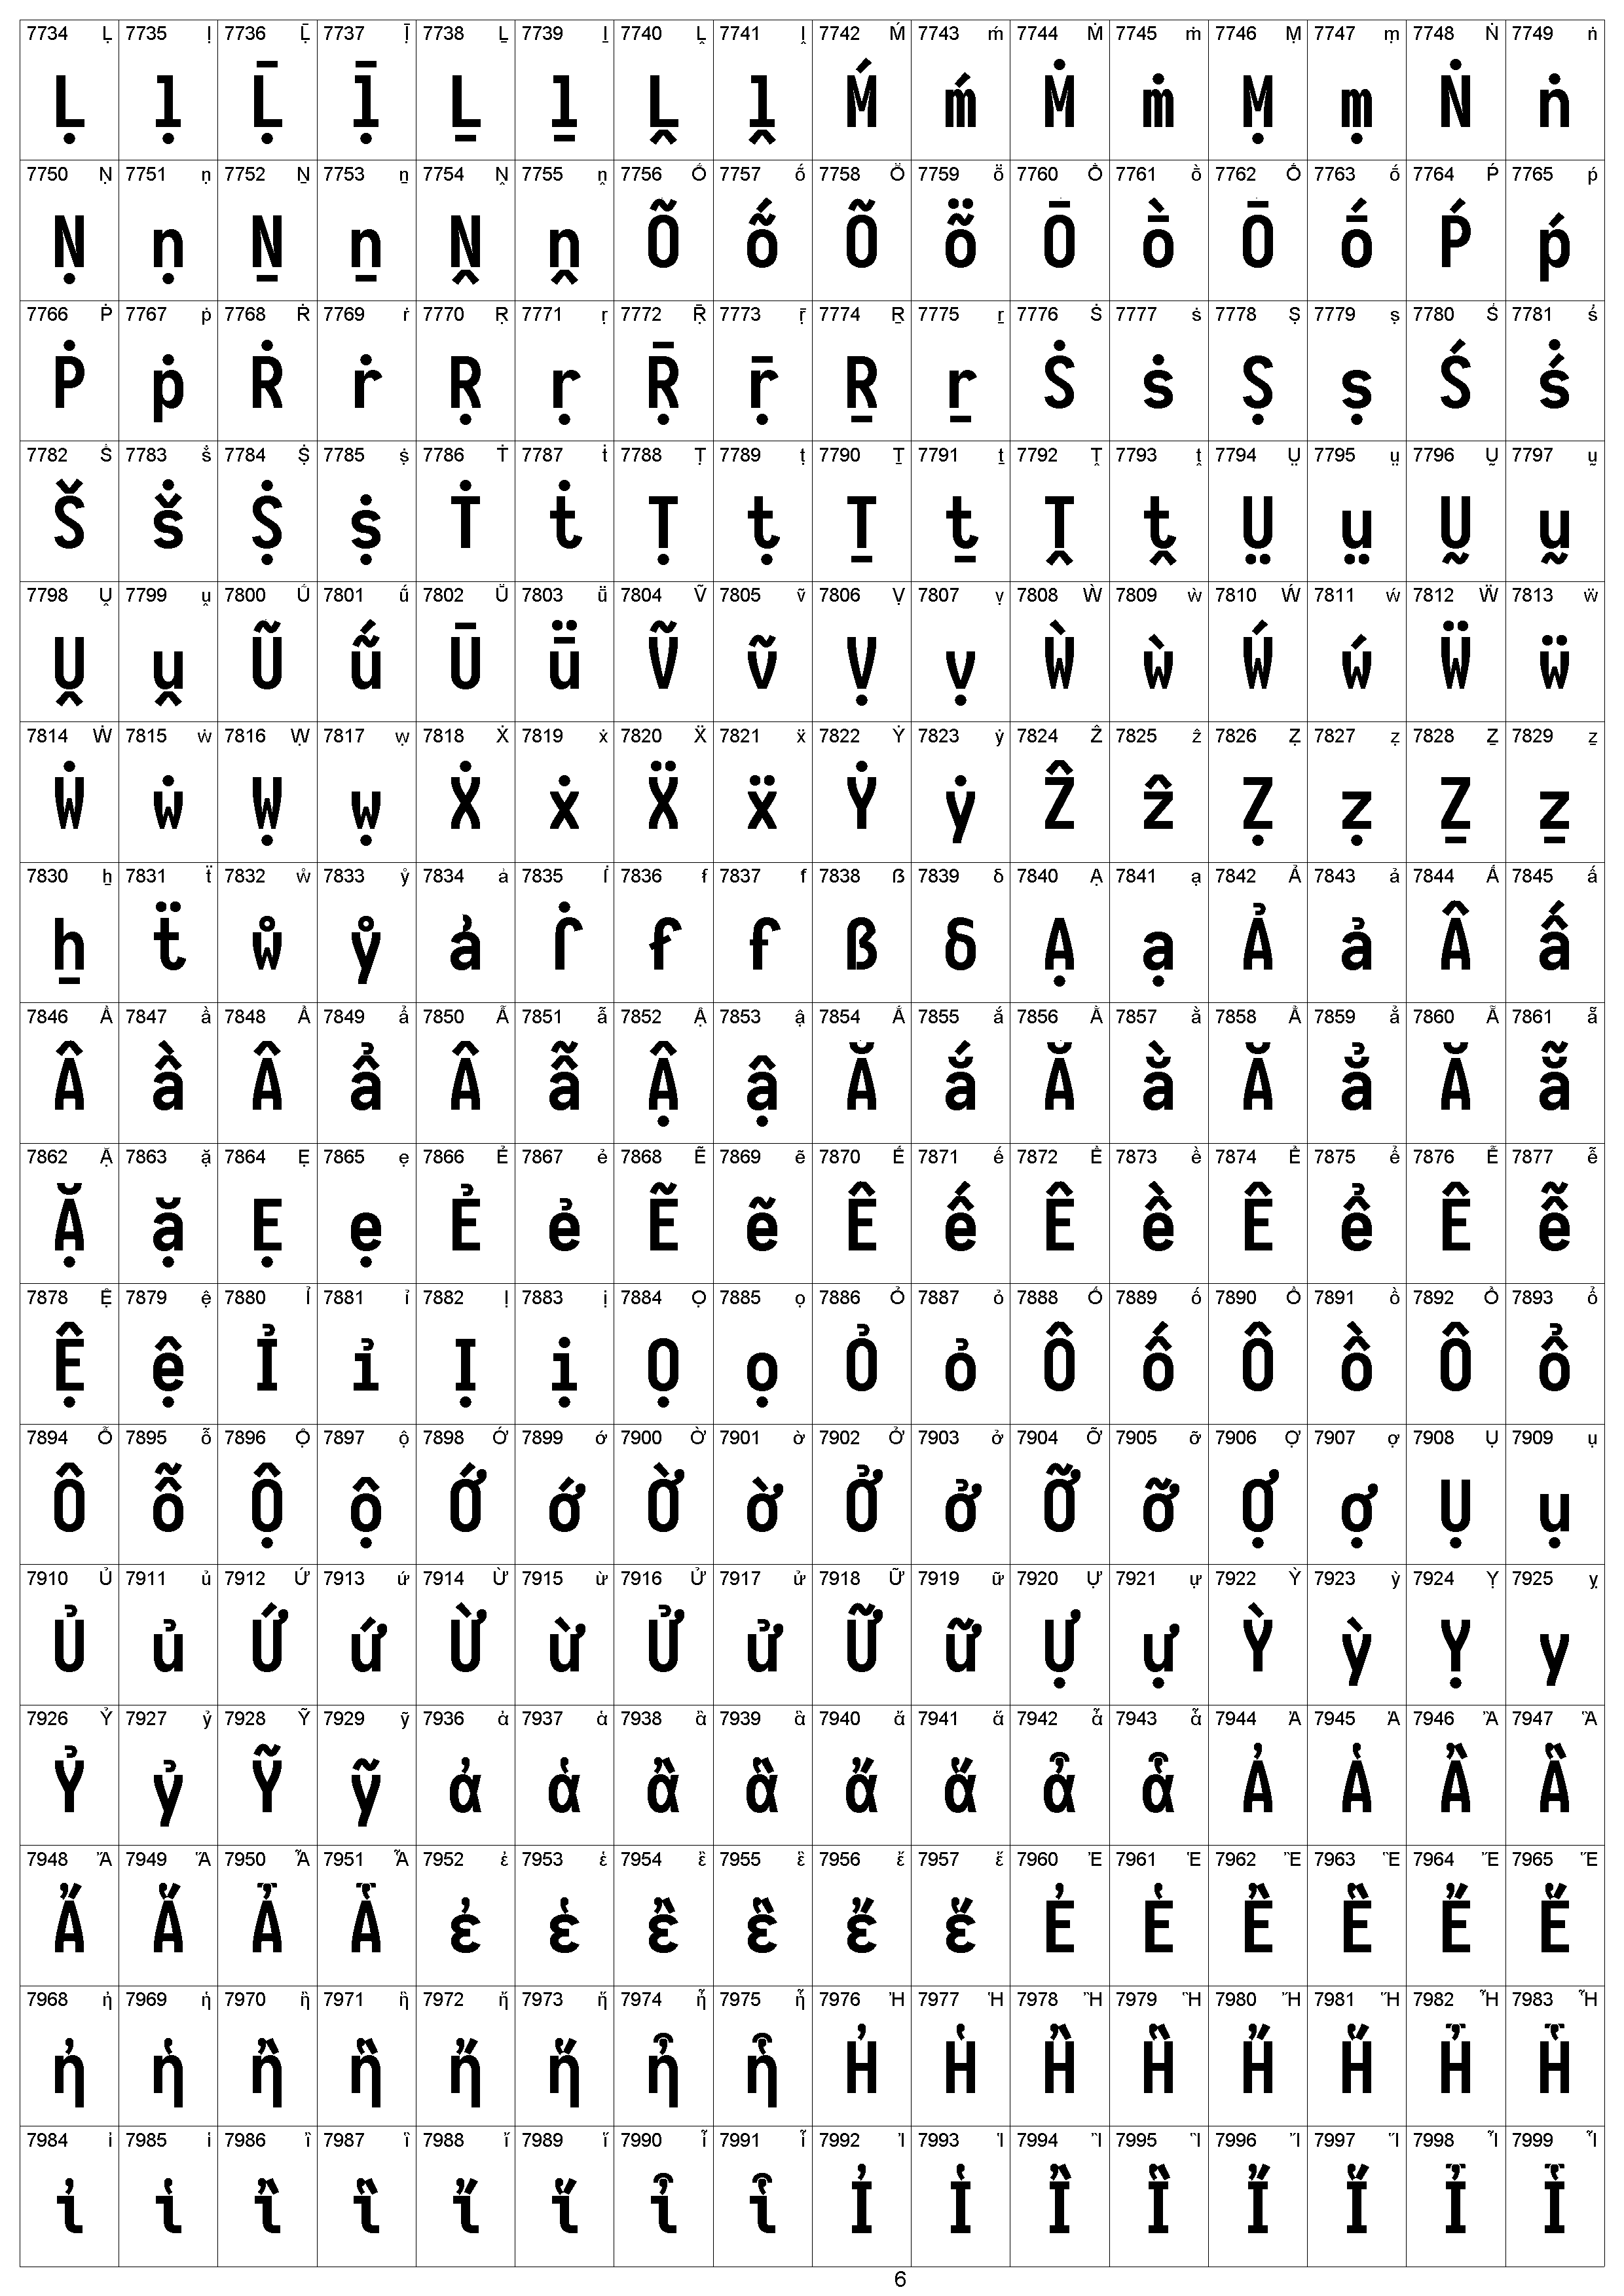 7734 Ḷ 7735 ḷ 7736 Ḹ 7737 ḹ 7738 Ḻ 7739 ḻ 7740 Ḽ 7741 ḽ 7742 Ḿ 7743 ḿ 7744 Ṁ 7745 ṁ 7746 Ṃ 7747 ṃ 7748 Ṅ 7749 ṅ
Ḷ ḷ Ḹ ḹ Ḻ ḻ Ḽ ḽ Ḿ ḿ Ṁ ṁ Ṃ ṃ Ṅ ṅ
7750 Ṇ 7751 ṇ 7752 Ṉ 7753 ṉ 7754 Ṋ 7755 ṋ 7756 Ṍ 7757 ṍ 7758 Ṏ 7759 ṏ 7760 Ṑ 7761 ṑ 7762 Ṓ 7763 ṓ 7764 Ṕ 7765 ṕ
Ṇ ṇ Ṉ ṉ Ṋ ṋ Õ ṍ Õ ṏ Ō ṑ Ō ṓ Ṕ ṕ
7766 Ṗ 7767 ṗ 7768 Ṙ 7769 ṙ 7770 Ṛ 7771 ṛ 7772 Ṝ 7773 ṝ 7774 Ṟ 7775 ṟ 7776 Ṡ 7777 ṡ 7778 Ṣ 7779 ṣ 7780 Ṥ 7781 ṥ
Ṗ ṗ Ṙ ṙ Ṛ ṛ Ṝ ṝ Ṟ ṟ Ṡ ṡ Ṣ ṣ Ś ṥ
7782 Ṧ 7783 ṧ 7784 Ṩ 7785 ṩ 7786 Ṫ 7787 ṫ 7788 Ṭ 7789 ṭ 7790 Ṯ 7791 ṯ 7792 Ṱ 7793 ṱ 7794 Ṳ 7795 ṳ 7796 Ṵ 7797 ṵ
Š ṧ Ṩ ṩ Ṫ ṫ Ṭ ṭ Ṯ ṯ Ṱ ṱ Ṳ ṳ Ṵ ṵ
7798 Ṷ 7799 ṷ 7800 Ṹ 7801 ṹ 7802 Ṻ 7803 ṻ 7804 Ṽ 7805 ṽ 7806 Ṿ 7807 ṿ 7808 Ẁ 7809 ẁ 7810 Ẃ 7811 ẃ 7812 Ẅ 7813 ẅ
Ṷ ṷ Ũ ṹ Ū ṻ Ṽ ṽ Ṿ ṿ Ẁ ẁ Ẃ ẃ Ẅ ẅ
7814 Ẇ 7815 ẇ 7816 Ẉ 7817 ẉ 7818 Ẋ 7819 ẋ 7820 Ẍ 7821 ẍ 7822 Ẏ 7823 ẏ 7824 Ẑ 7825 ẑ 7826 Ẓ 7827 ẓ 7828 Ẕ 7829 ẕ
Ẇ ẇ Ẉ ẉ Ẋ ẋ Ẍ ẍ Ẏ ẏ Ẑ ẑ Ẓ ẓ Ẕ ẕ
7830 ẖ 7831 ẗ 7832 ẘ 7833 ẙ 7834 ẚ 7835 ẛ 7836 ẜ 7837 ẝ 7838 ẞ 7839 ẟ 7840 Ạ 7841 ạ 7842 Ả 7843 ả 7844 Ấ 7845 ấ
ẖ ẗ ẘ ẙ ẚ ẛ ẜ ẝ ẞ ẟ Ạ ạ Ả ả Â ấ
7846 Ầ 7847 ầ 7848 Ẩ 7849 ẩ 7850 Ẫ 7851 ẫ 7852 Ậ 7853 ậ 7854 Ắ 7855 ắ 7856 Ằ 7857 ằ 7858 Ẳ 7859 ẳ 7860 Ẵ 7861 ẵ
Â ầ Â ẩ Â ẫ Ậ ậ Ă ắ Ă ằ Ă ẳ Ă ẵ
7862 Ặ 7863 ặ 7864 Ẹ 7865 ẹ 7866 Ẻ 7867 ẻ 7868 Ẽ 7869 ẽ 7870 Ế 7871 ế 7872 Ề 7873 ề 7874 Ể 7875 ể 7876 Ễ 7877 ễ
Ặ ặ Ẹ ẹ Ẻ ẻ Ẽ ẽ Ê ế Ê ề Ê ể Ê ễ
7878 Ệ 7879 ệ 7880 Ỉ 7881 ỉ 7882 Ị 7883 ị 7884 Ọ 7885 ọ 7886 Ỏ 7887 ỏ 7888 Ố 7889 ố 7890 Ồ 7891 ồ 7892 Ổ 7893 ổ
Ệ ệ Ỉ ỉ Ị ị Ọ ọ Ỏ ỏ Ô ố Ô ồ Ô ổ
7894 Ỗ 7895 ỗ 7896 Ộ 7897 ộ 7898 Ớ 7899 ớ 7900 Ờ 7901 ờ 7902 Ở 7903 ở 7904 Ỡ 7905 ỡ 7906 Ợ 7907 ợ 7908 Ụ 7909 ụ
Ô ỗ Ộ ộ Ớ ớ Ờ ờ Ở ở Ỡ ỡ Ợ ợ Ụ ụ
7910 Ủ 7911 ủ 7912 Ứ 7913 ứ 7914 Ừ 7915 ừ 7916 Ử 7917 ử 7918 Ữ 7919 ữ 7920 Ự 7921 ự 7922 Ỳ 7923 ỳ 7924 Ỵ 7925 ỵ
Ủ ủ Ứ ứ Ừ ừ Ử ử Ữ ữ Ự ự Ỳ ỳ Ỵ y
7926 Ỷ 7927 ỷ 7928 Ỹ 7929 ỹ 7936 ἀ 7937 ἁ 7938 ἂ 7939 ἃ 7940 ἄ 7941 ἅ 7942 ἆ 7943 ἇ 7944 Ἀ 7945 Ἁ 7946 Ἂ 7947 Ἃ
Ỷ ỷ Ỹ ỹ ἀ ἁ ἂ ἃ ἄ ἅ ἆ ἇ Ἀ Ἁ Ἂ Ἃ
7948 Ἄ 7949 Ἅ 7950 Ἆ 7951 Ἇ 7952 ἐ 7953 ἑ 7954 ἒ 7955 ἓ 7956 ἔ 7957 ἕ 7960 Ἐ 7961 Ἑ 7962 Ἒ 7963 Ἓ 7964 Ἔ 7965 Ἕ
Ἄ Ἅ Ἆ Ἇ ἐ ἑ ἒ ἓ ἔ ἕ Ἐ Ἑ Ἒ Ἓ Ἔ Ἕ
7968 ἠ 7969 ἡ 7970 ἢ 7971 ἣ 7972 ἤ 7973 ἥ 7974 ἦ 7975 ἧ 7976 Ἠ 7977 Ἡ 7978 Ἢ 7979 Ἣ 7980 Ἤ 7981 Ἥ 7982 Ἦ 7983 Ἧ
ἠ ἡ ἢ ἣ ἤ ἥ ἦ ἧ Ἠ Ἡ Ἢ Ἣ Ἤ Ἥ Ἦ Ἧ
7984 ἰ 7985 ἱ 7986 ἲ 7987 ἳ 7988 ἴ 7989 ἵ 7990 ἶ 7991 ἷ 7992 Ἰ 7993 Ἱ 7994 Ἲ 7995 Ἳ 7996 Ἴ 7997 Ἵ 7998 Ἶ 7999 Ἷ
ἰ ἱ ἲ ἳ ἴ ἵ ἶ ἷ Ἰ Ἱ Ἲ Ἳ Ἴ Ἵ Ἶ Ἷ
6